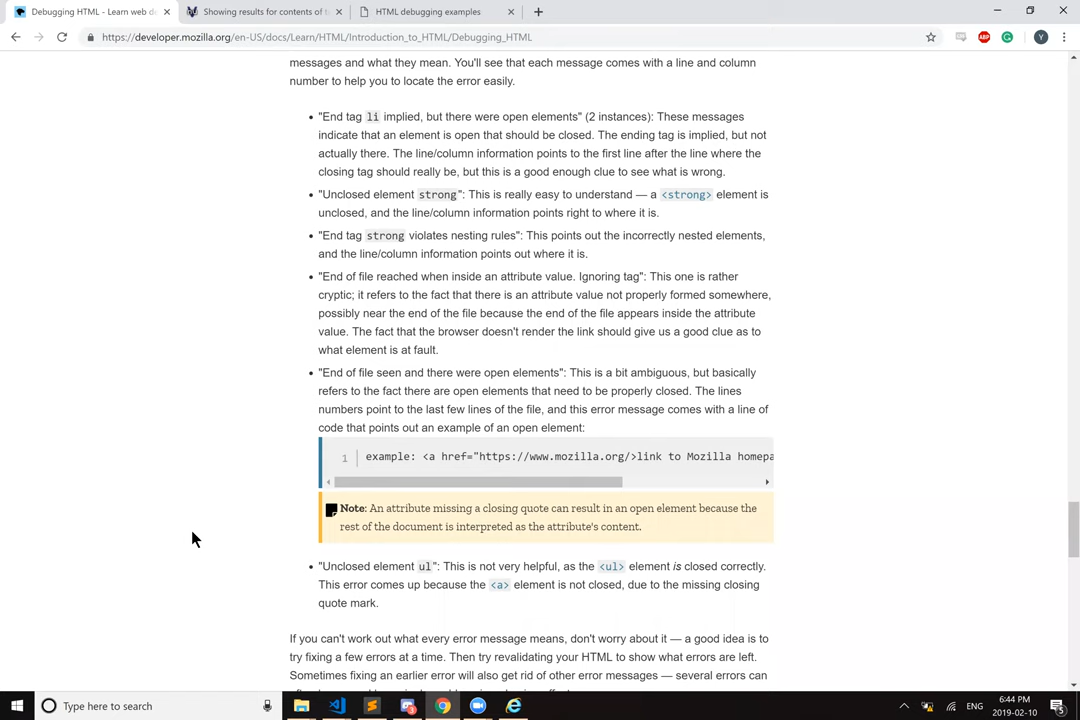 Debugging HTML - Learn web de
Showing results for contents of t
HTML debugging examples
https://developer.mozilla.org/en-US/docs/Learn/HTML/Introduction_to_HTML/Debugging_HTML
ABP
Y
messages and what they mean. You'll see that each message comes with a line and column
number to help you to locate the error easily.
• "End tag li implied, but there were open elements" (2 instances): These messages
indicate that an element is open that should be closed. The ending tag is implied, but not
actually there. The line/column information points to the first line after the line where the
closing tag should really be, but this is a good enough clue to see what is wrong.
• "Unclosed element strong": This is really easy to understand — a <strong> element is
unclosed, and the line/column information points right to where it is.
• "End tag strong violates nesting rules": This points out the incorrectly nested elements,
and the line/column information points out where it is.
• "End of file reached when inside an attribute value. Ignoring tag": This one is rather
cryptic; it refers to the fact that there is an attribute value not properly formed somewhere,
possibly near the end of the file because the end of the file appears inside the attribute
value. The fact that the browser doesn't render the link should give us a good clue as to
what element is at fault.
• "End of file seen and there were open elements": This is a bit ambiguous, but basically
refers to the fact there are open elements that need to be properly closed. The lines
numbers point to the last few lines of the file, and this error message comes with a line of
code that points out an example of an open element:
1 example: <a href="https://www.mozilla.org/>link to Mozilla homepa
Note: An attribute missing a closing quote can result in an open element because the
rest of the document is interpreted as the attribute's content.
• "Unclosed element ul": This is not very helpful, as the <ul> element is closed correctly.
This error comes up because the <a> element is not closed, due to the missing closing
quote mark.
If you can't work out what every error message means, don't worry about it — a good idea is to
try fixing a few errors at a time. Then try revalidating your HTML to show what errors are left.
Sometimes fixing an earlier error will also get rid of other error messages — several errors can
Type here to search
ENG
6:44 PM
2019-02-10